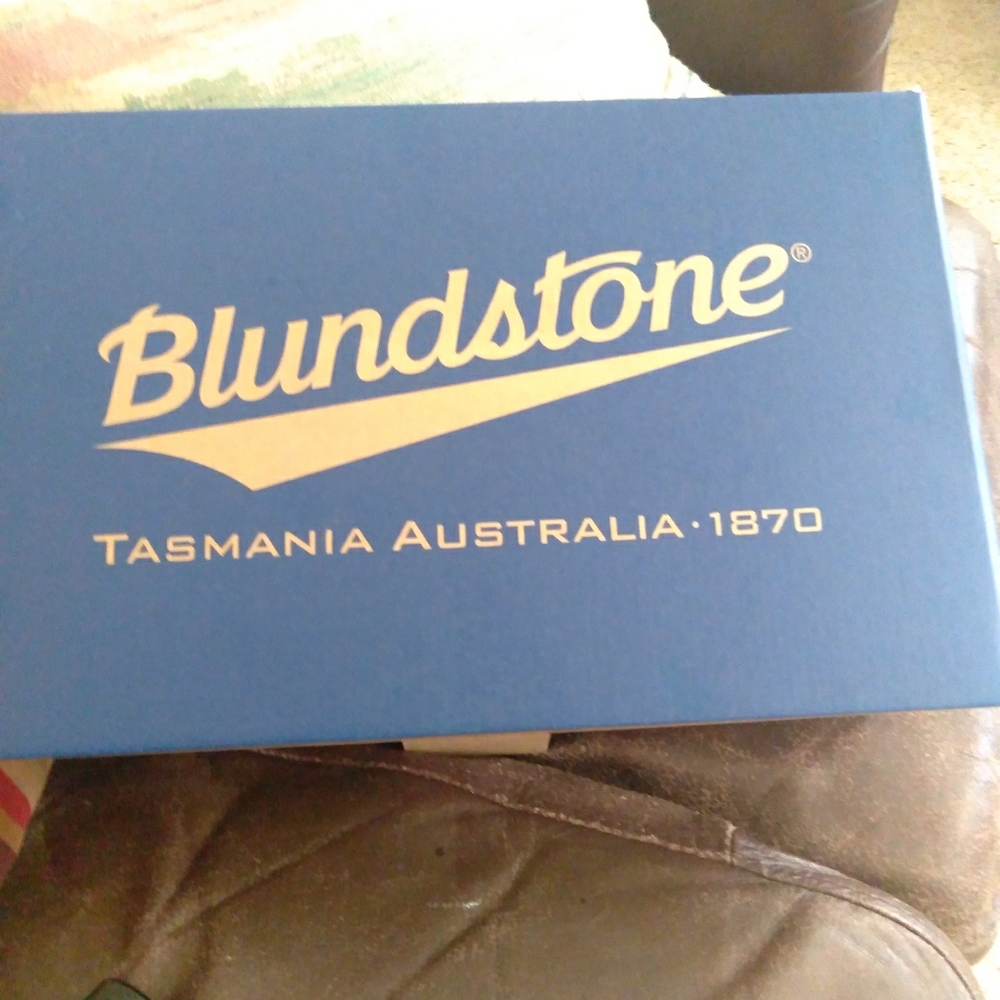 Blundstone®
TASMANIA AUSTRALIA · 1870